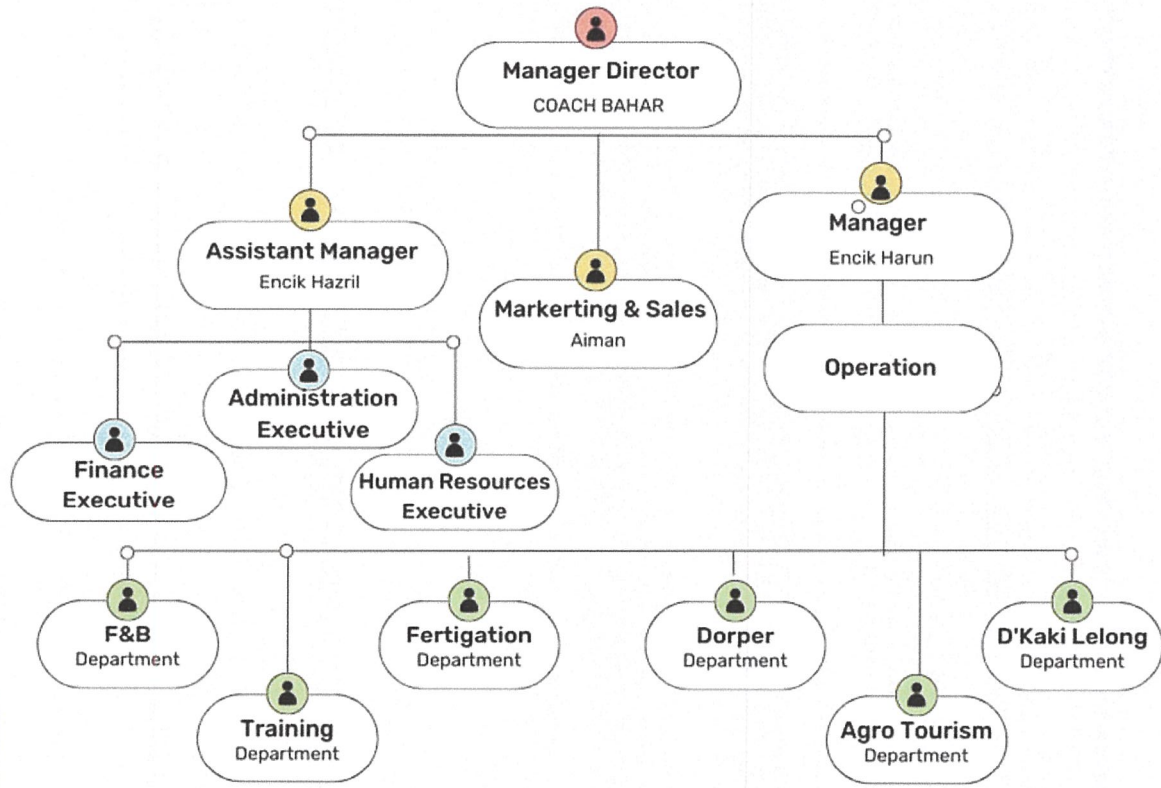 Manager Director
COACH BAHAR
Assistant Manager
Encik Hazril
Manager
Encik Harun
Markerting & Sales
Aiman
Operation
Administration
Executive
Finance
Executive
Human Resources
Executive
F&B
Department
Fertigation
Department
Dorper
Department
D'Kaki Lelong
Department
Training
Department
Agro Tourism
Department